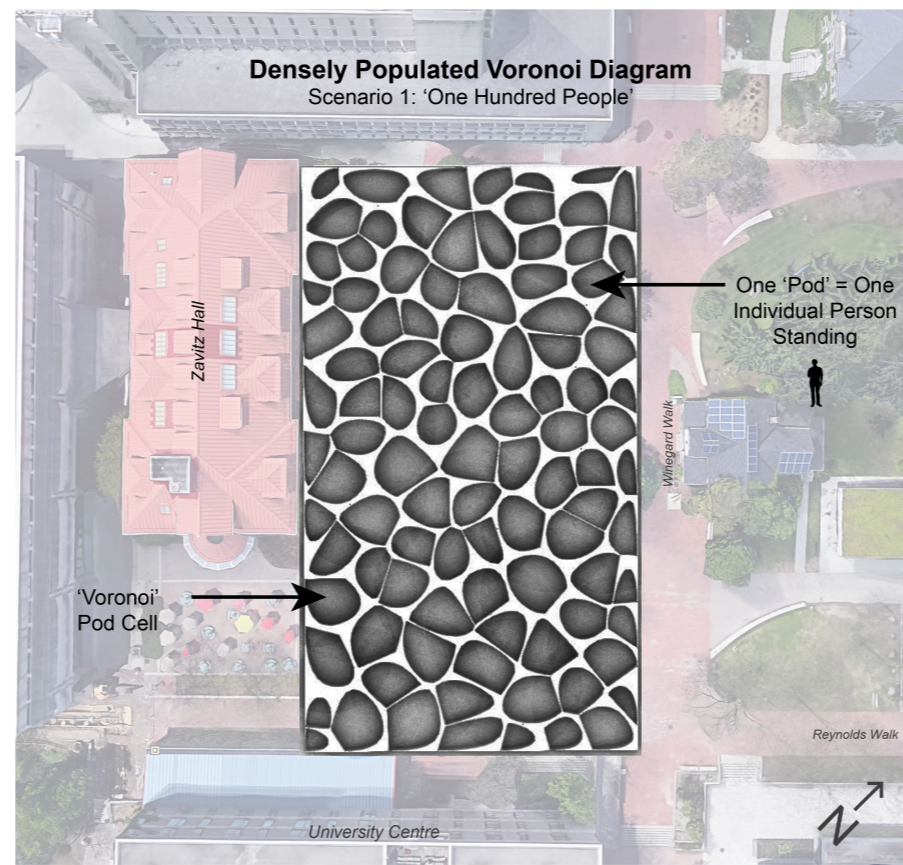 Densely Populated Voronoi Diagram
Scenario 1: ‘One Hundred People’
One ‘Pod’ = One
Individual Person
Standing
Zavitz Hall
Winegard Walk
‘Voronoi’
Pod Cell
Reynolds Walk
University Centre
N